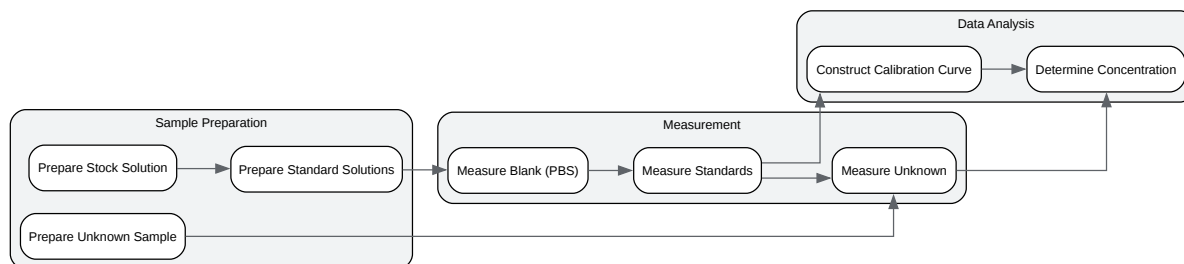 Data Analysis
Construct Calibration Curve
Determine Concentration
Sample Preparation
Prepare Stock Solution
Prepare Standard Solutions
Prepare Unknown Sample
Measurement
Measure Blank (PBS)
Measure Standards
Measure Unknown